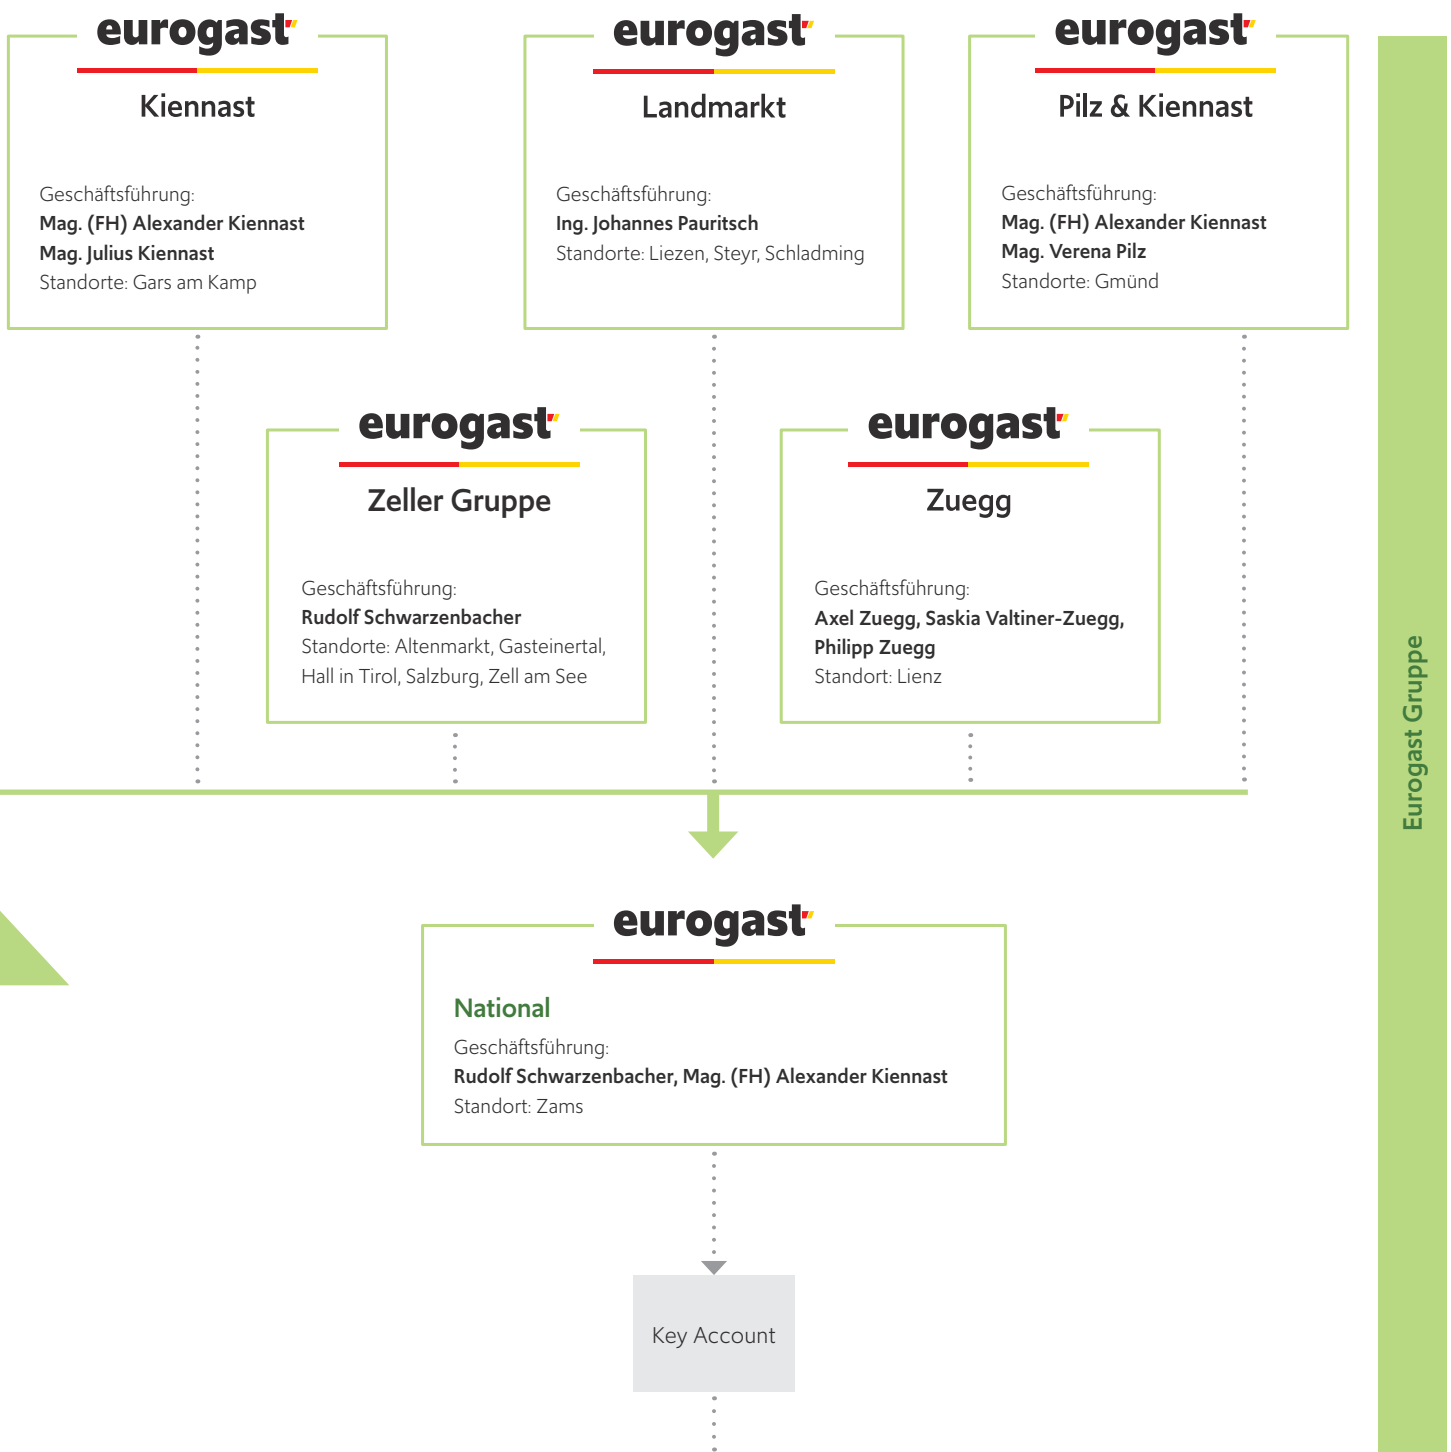 eurogast
Kiennast
Geschäftsführung:
Mag. (FH) Alexander Kiennast
Mag. Julius Kiennast
Standorte: Gars am Kamp
eurogast
Landmarkt
Geschäftsführung:
Ing. Johannes Pauritsch
Standorte: Liezen, Steyr, Schladming
eurogast
Pilz & Kiennast
Geschäftsführung:
Mag. (FH) Alexander Kiennast
Mag. Verena Pilz
Standorte: Gmünd
eurogast
Zeller Gruppe
Geschäftsführung:
Rudolf Schwarzenbacher
Standorte: Altenmarkt, Gasteinertal,
Hall in Tirol, Salzburg, Zell am See
eurogast
Zuegg
Geschäftsführung:
Axel Zuegg, Saskia Valtiner-Zuegg,
Philipp Zuegg
Standort: Lienz
eurogast
National
Geschäftsführung:
Rudolf Schwarzenbacher, Mag. (FH) Alexander Kiennast
Standort: Zams
Key Account
Eurogast Gruppe